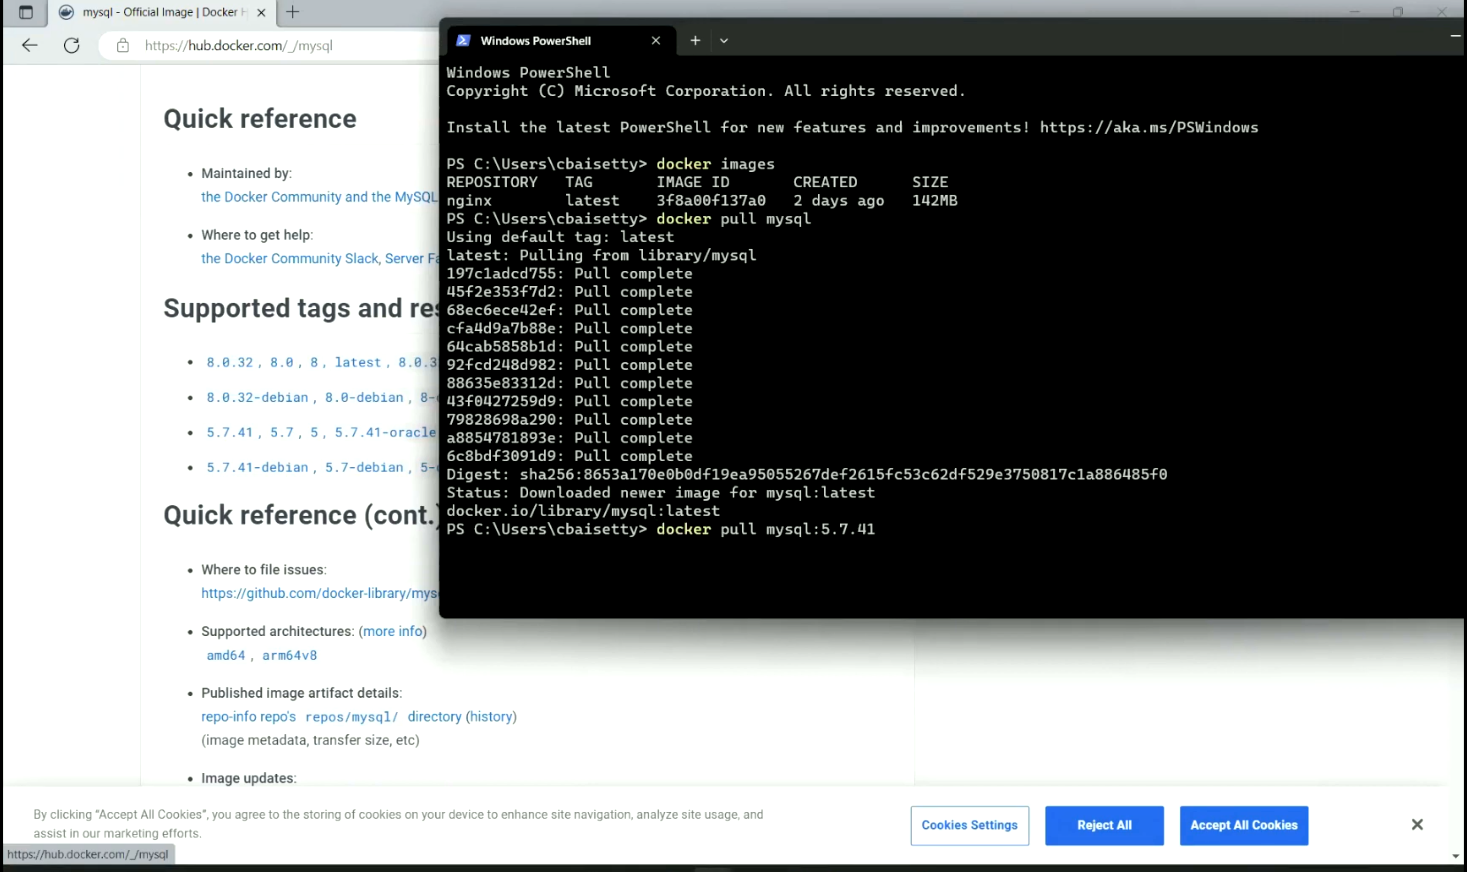 mysql - Official Image | Docker H
https://hub.docker.com/_/mysql
Quick reference
Maintained by:
the Docker Community and the MySQL
Where to get help:
the Docker Community Slack, Server Fa
Supported tags and res
8.0.32 , 8.0 , 8 , latest , 8.0.3
8.0.32-debian , 8.0-debian , 8-
5.7.41 , 5.7 , 5 , 5.7.41-oracle
5.7.41-debian , 5.7-debian , 5-
Quick reference (cont.)
Where to file issues:
https://github.com/docker-library/mys
Supported architectures: (more info)
amd64 , arm64v8
Published image artifact details:
repo-info repo's repos/mysql/ directory (history)
(image metadata, transfer size, etc)
Image updates:
Windows PowerShell
Windows PowerShell
Copyright (C) Microsoft Corporation. All rights reserved.
Install the latest PowerShell for new features and improvements! https://aka.ms/PSWindows
PS C:\Users\cbaisetty> docker images
REPOSITORY TAG IMAGE ID CREATED SIZE
nginx latest 3f8a00f137a0 2 days ago 142MB
PS C:\Users\cbaisetty> docker pull mysql
Using default tag: latest
latest: Pulling from library/mysql
197c1adcd755: Pull complete
45f2e353f7d2: Pull complete
68ec6ece42ef: Pull complete
cfa4d9a7b88e: Pull complete
64cab5858b1d: Pull complete
92fcd248d982: Pull complete
88635e83312d: Pull complete
43f0427259d9: Pull complete
79828698a290: Pull complete
a8854781893e: Pull complete
6c8bdf3091d9: Pull complete
Digest: sha256:8653a170e0b0df19ea95055267def2615fc53c62df529e3750817c1a886485f0
Status: Downloaded newer image for mysql:latest
docker.io/library/mysql:latest
PS C:\Users\cbaisetty> docker pull mysql:5.7.41
By clicking “Accept All Cookies”, you agree to the storing of cookies on your device to enhance site navigation, analyze site usage, and
assist in our marketing efforts.
Cookies Settings
Reject All
Accept All Cookies
https://hub.docker.com/_/mysql